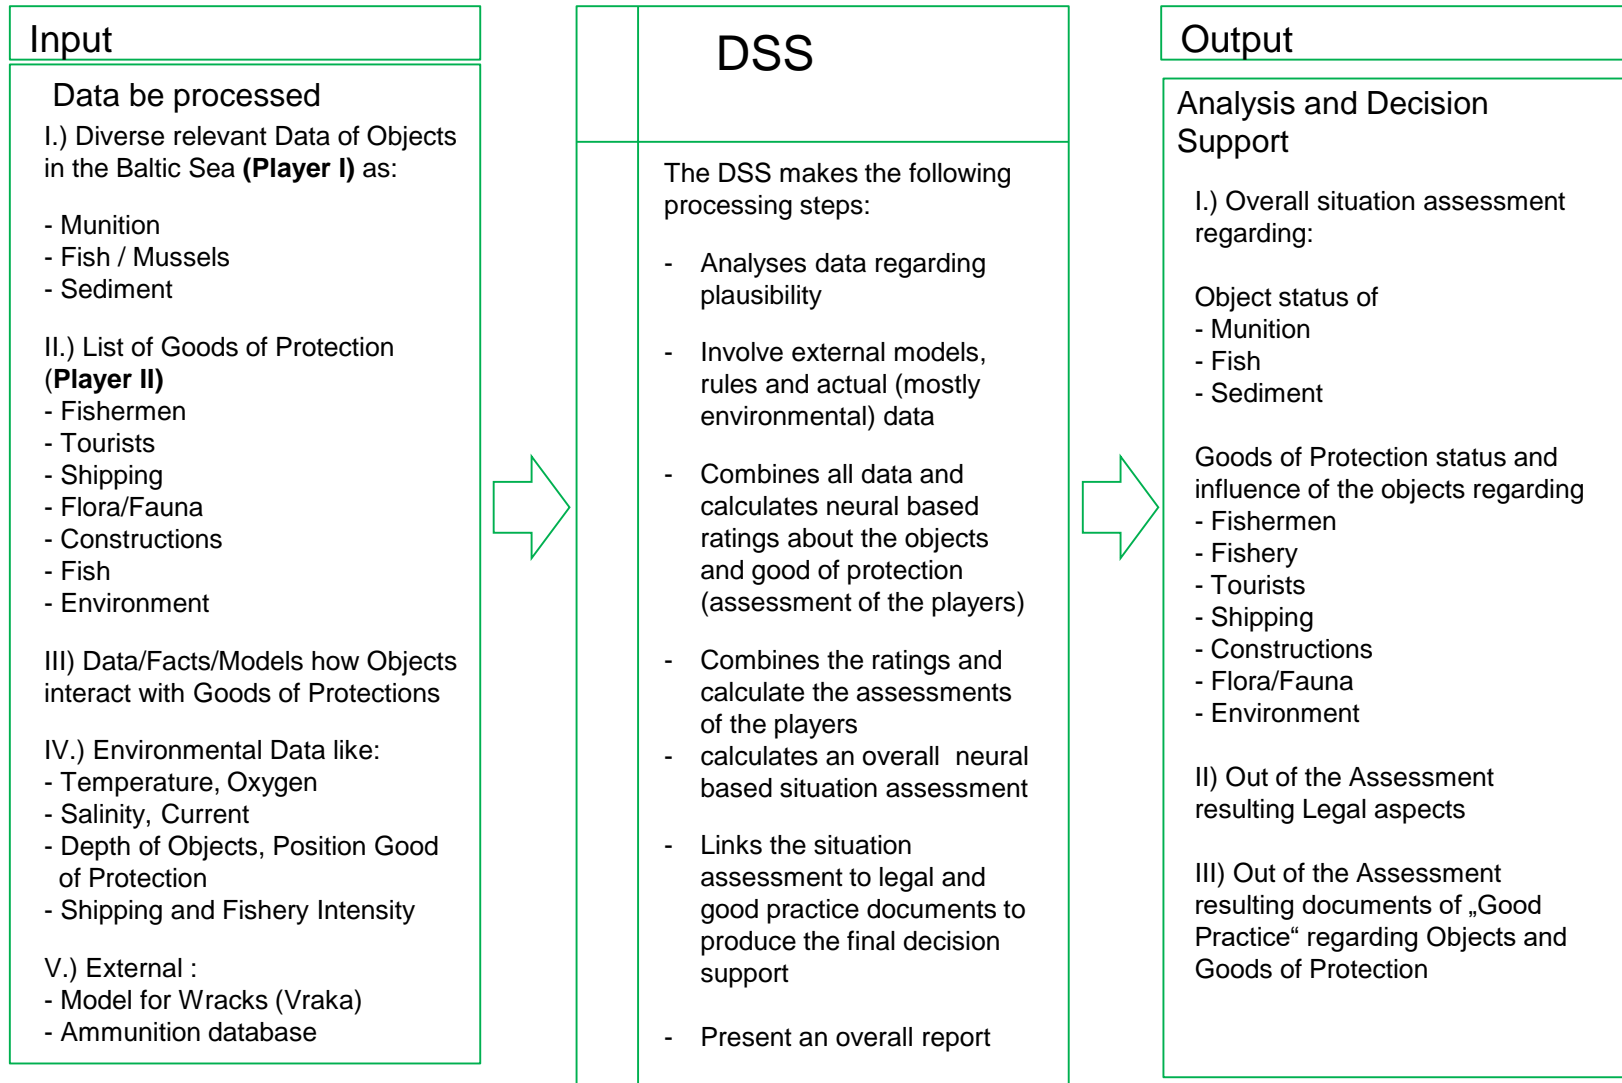 Input
Data be processed
I.) Diverse relevant Data of Objects
in the Baltic Sea (Player I) as:
- Munition
- Fish / Mussels
- Sediment
II.) List of Goods of Protection
(Player II)
- Fishermen
- Tourists
- Shipping
- Flora/Fauna
- Constructions
- Fish
- Environment
III) Data/Facts/Models how Objects
interact with Goods of Protections
IV.) Environmental Data like:
- Temperature, Oxygen
- Salinity, Current
- Depth of Objects, Position Good
of Protection
- Shipping and Fishery Intensity
V.) External :
- Model for Wracks (Vraka)
- Ammunition database
DSS
The DSS makes the following
processing steps:
- Analyses data regarding
plausibility
- Involve external models,
rules and actual (mostly
environmental) data
- Combines all data and
calculates neural based
ratings about the objects
and good of protection
(assessment of the players)
- Combines the ratings and
calculate the assessments
of the players
- calculates an overall neural
based situation assessment
- Links the situation
assessment to legal and
good practice documents to
produce the final decision
support
- Present an overall report
Output
Analysis and Decision
Support
I.) Overall situation assessment
regarding:
Object status of
- Munition
- Fish
- Sediment
Goods of Protection status and
influence of the objects regarding
- Fishermen
- Fishery
- Tourists
- Shipping
- Constructions
- Flora/Fauna
- Environment
II) Out of the Assessment
resulting Legal aspects
III) Out of the Assessment
resulting documents of „Good
Practice“ regarding Objects and
Goods of Protection